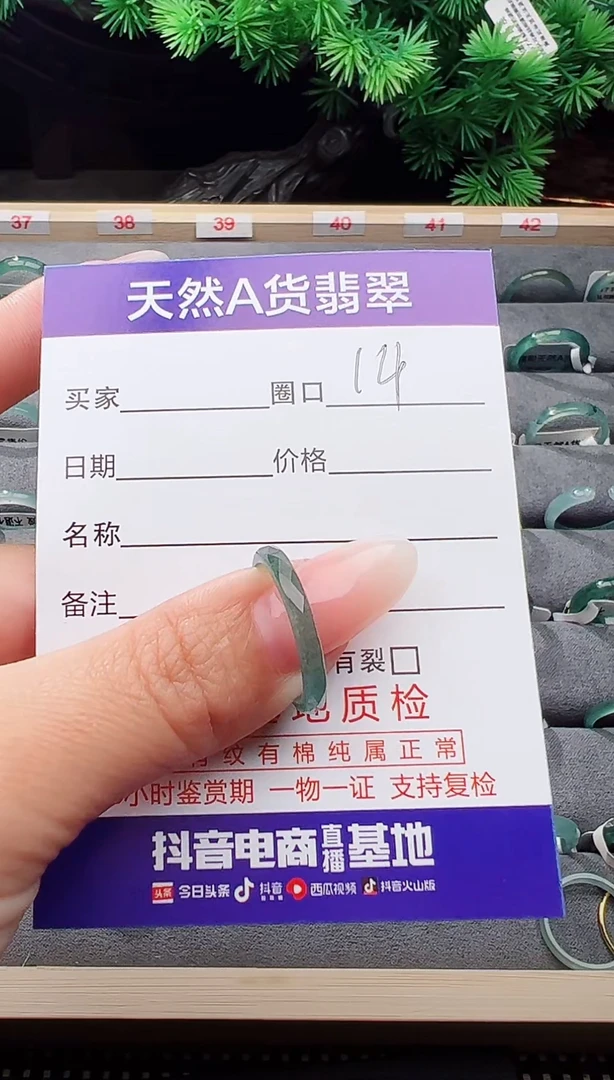 37 38 39 40 41 42
天然A货翡翠
买家 圈口 14
日期 价格
名称
备注
有裂
地质检
纹有棉纯属正常
小时鉴赏期 一物一证 支持复检
抖音电商直播基地
头条 今日头条 抖音 西瓜视频 抖音火山版